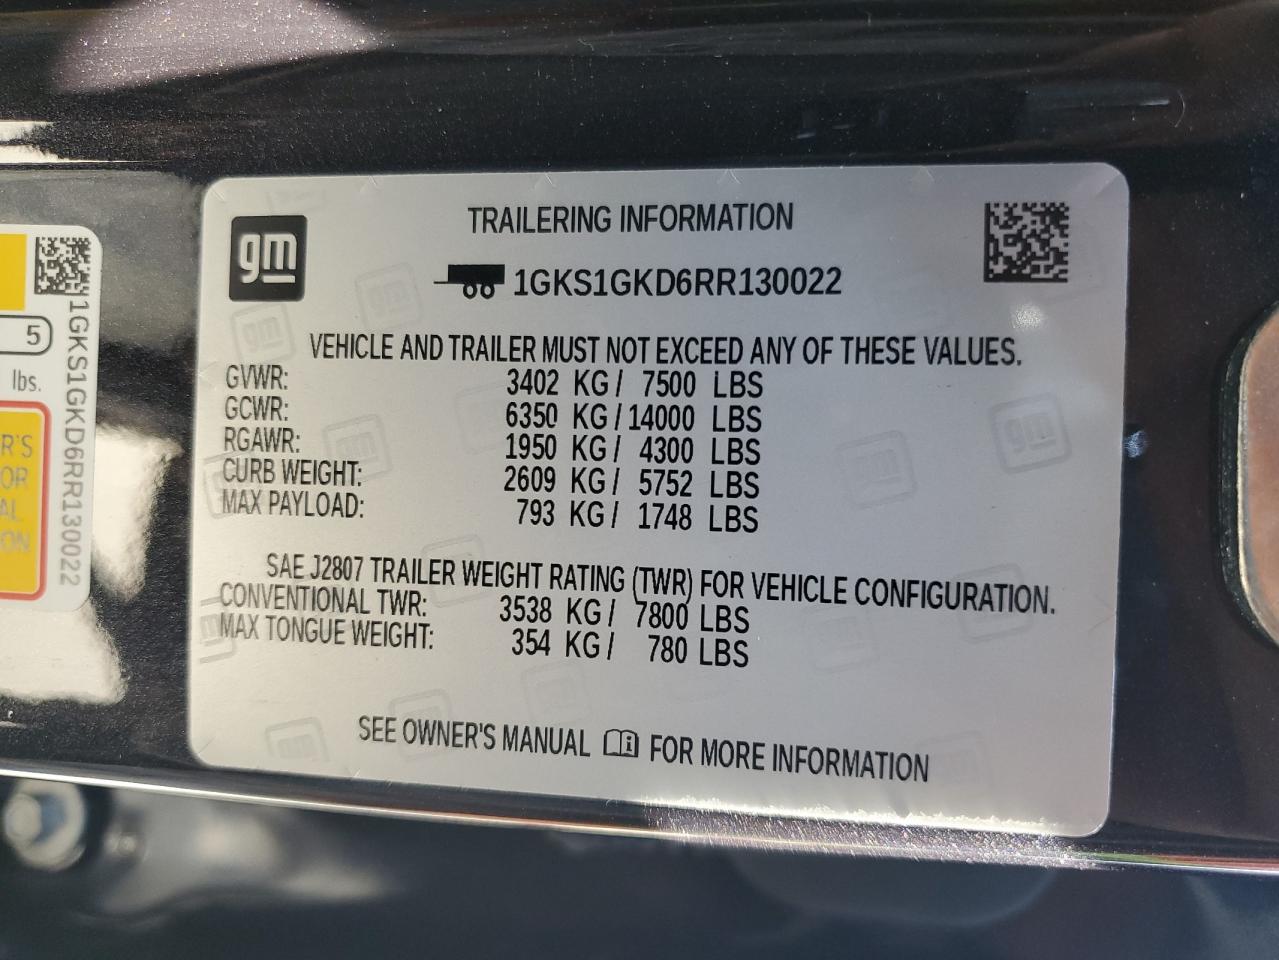 gm
TRAILERING INFORMATION
1GKS1GKD6RR130022
VEHICLE AND TRAILER MUST NOT EXCEED ANY OF THESE VALUES.
GVWR: 3402 KG/ 7500 LBS
GCWR: 6350 KG/14000 LBS
RGAWR: 1950 KG/ 4300 LBS
CURB WEIGHT: 2609 KG/ 5752 LBS
MAX PAYLOAD: 793 KG/ 1748 LBS
SAE J2807 TRAILER WEIGHT RATING (TWR) FOR VEHICLE CONFIGURATION.
CONVENTIONAL TWR: 3538 KG/ 7800 LBS
MAX TONGUE WEIGHT: 354 KG/ 780 LBS
SEE OWNER'S MANUAL FOR MORE INFORMATION
5
lbs.
R'S
OR
AL
ON
1GKS1GKD6RR130022